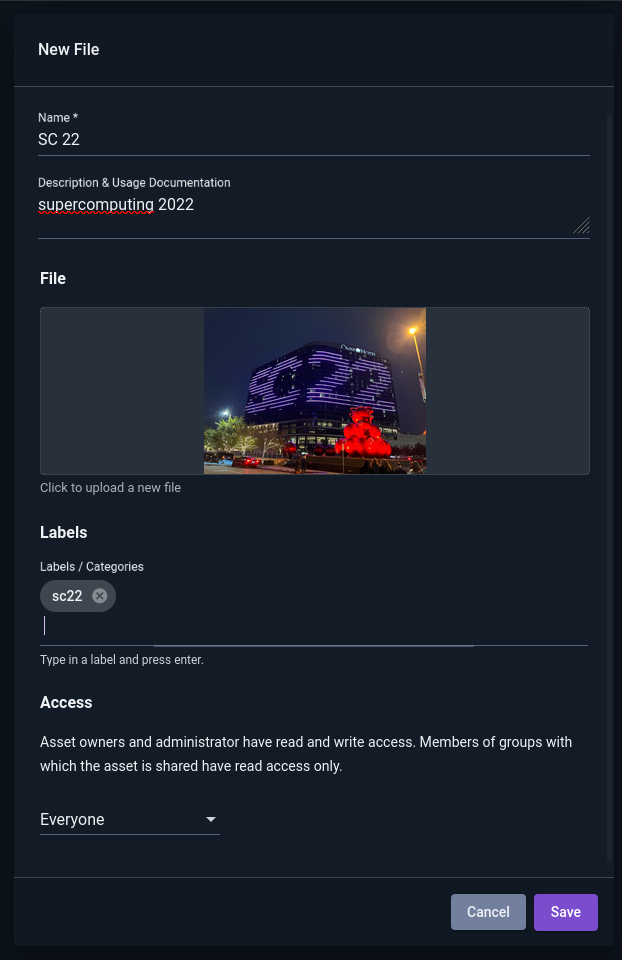 New File
Name *
SC 22
Description & Usage Documentation
supercomputing 2022
File
SC22
Click to upload a new file
Labels
Labels / Categories
sc22
Type in a label and press enter.
Access
Asset owners and administrator have read and write access. Members of groups with
which the asset is shared have read access only.
Everyone
Cancel
Save